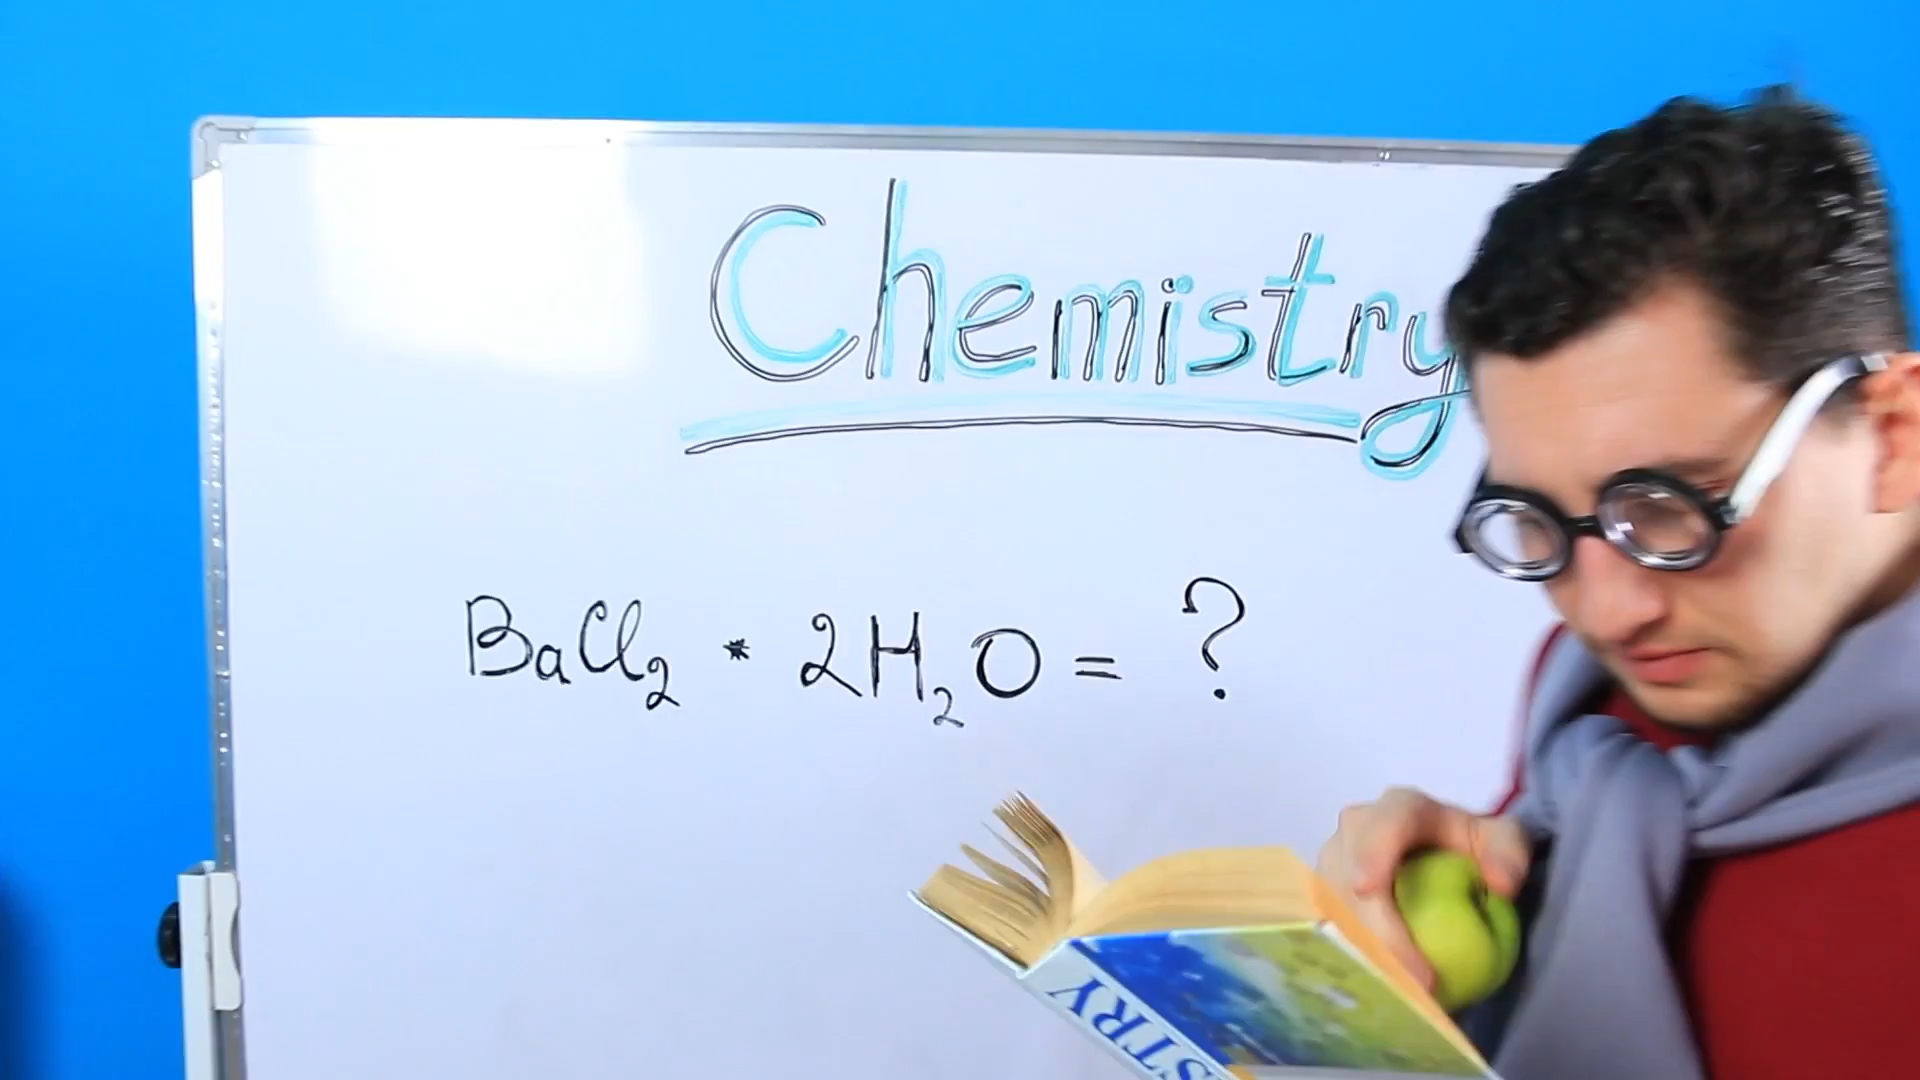 Chemistry
BaCl₂ * 2H₂O = ?
STRY